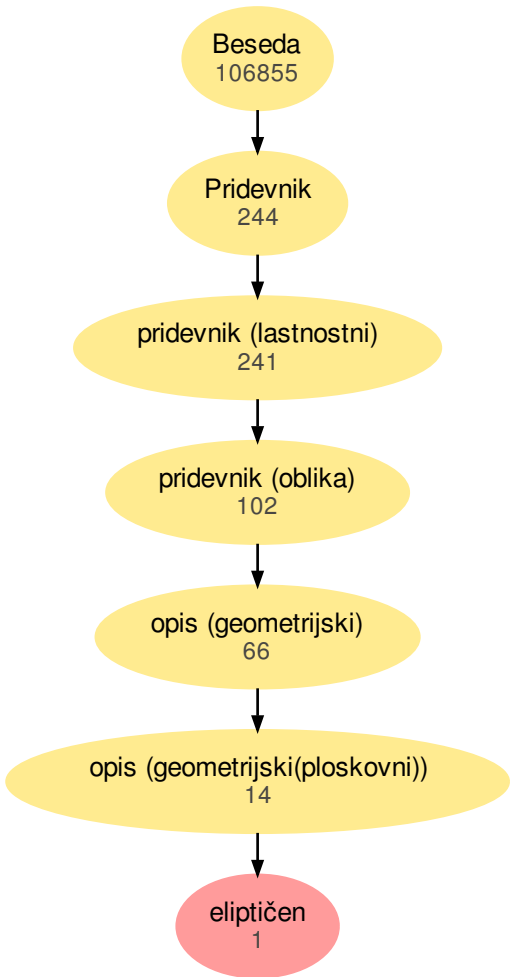 Beseda
106855
Pridevnik
244
pridevnik (lastnostni)
241
pridevnik (oblika)
102
opis (geometrijski)
66
opis (geometrijski(ploskovni))
14
eliptičen
1